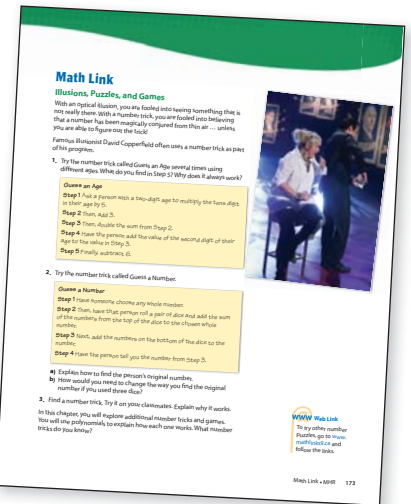 Math Link
Illusions, Puzzles, and Games
With an optical illusion, you are fooled into seeing something that is
not really there. With a number trick, you are fooled into believing
that a number has been magically conjured from thin air ... unless
you are able to figure out the trick!
Famous illusionist David Copperfield often uses a number trick as part
of his program.
1. Try the number trick called Guess an Age several times using
different ages. What do you find in Step 5? Why does it always work?
Guess an Age
Step 1 Ask a person with a two-digit age to multiply the tens digit
in their age by 5.
Step 2 Then, add 3.
Step 3 Then, double the sum from Step 2.
Step 4 Have the person add the value of the second digit of their
age to the value in Step 3.
Step 5 Finally, subtract 6.
2. Try the number trick called Guess a Number.
Guess a Number
Step 1 Have someone choose any whole number.
Step 2 Then, have that person roll a pair of dice and add the sum
of the numbers from the top of the dice to the chosen whole
number.
Step 3 Next, add the numbers on the bottom of the dice to the
number.
Step 4 Have the person tell you the number from Step 3.
a) Explain how to find the person's original number.
b) How would you need to change the way you find the original
number if you used three dice?
3. Find a number trick. Try it on your classmates. Explain why it works.
In this chapter, you will explore additional number tricks and games.
You will use polynomials to explain how each one works. What number
tricks do you know?
WWW Web Link
To try other number
puzzles, go to www.
mathlinks9.ca and
follow the links.
Math Link • MHR 173